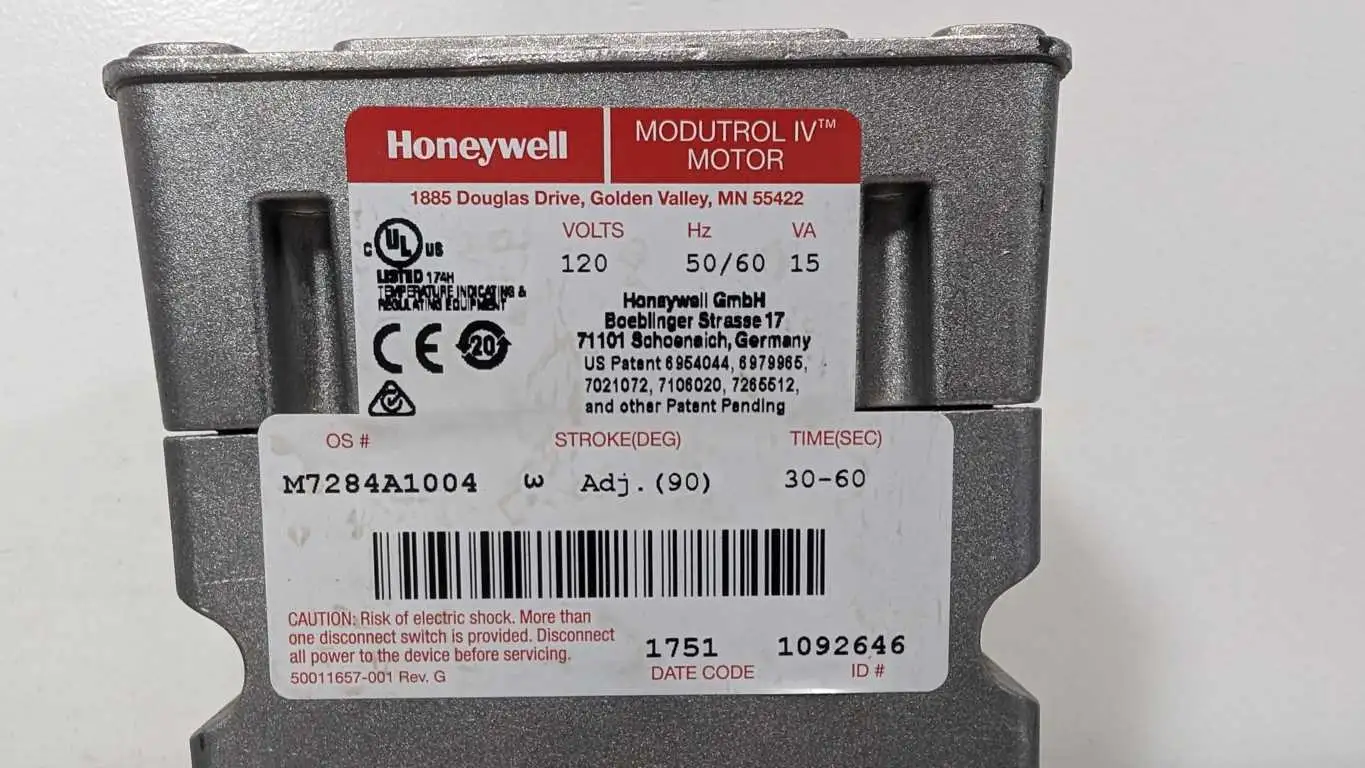 Honeywell
MODUTROL IV™
MOTOR
1885 Douglas Drive, Golden Valley, MN 55422
VOLTS Hz VA
120 50/60 15
C UL US
LISTED 174H
TEMPERATURE INDICATING &
REGULATING EQUIPMENT
CE 20
Honeywell GmbH
Boeblinger Strasse 17
71101 Schoenaich, Germany
US Patent 6954044, 6979965,
7021072, 7106020, 7265512,
and other Patent Pending
OS # STROKE(DEG) TIME(SEC)
M7284A1004 ω Adj.(90) 30-60
CAUTION: Risk of electric shock. More than
one disconnect switch is provided. Disconnect
all power to the device before servicing.
50011657-001 Rev. G
1751 1092646
DATE CODE ID #